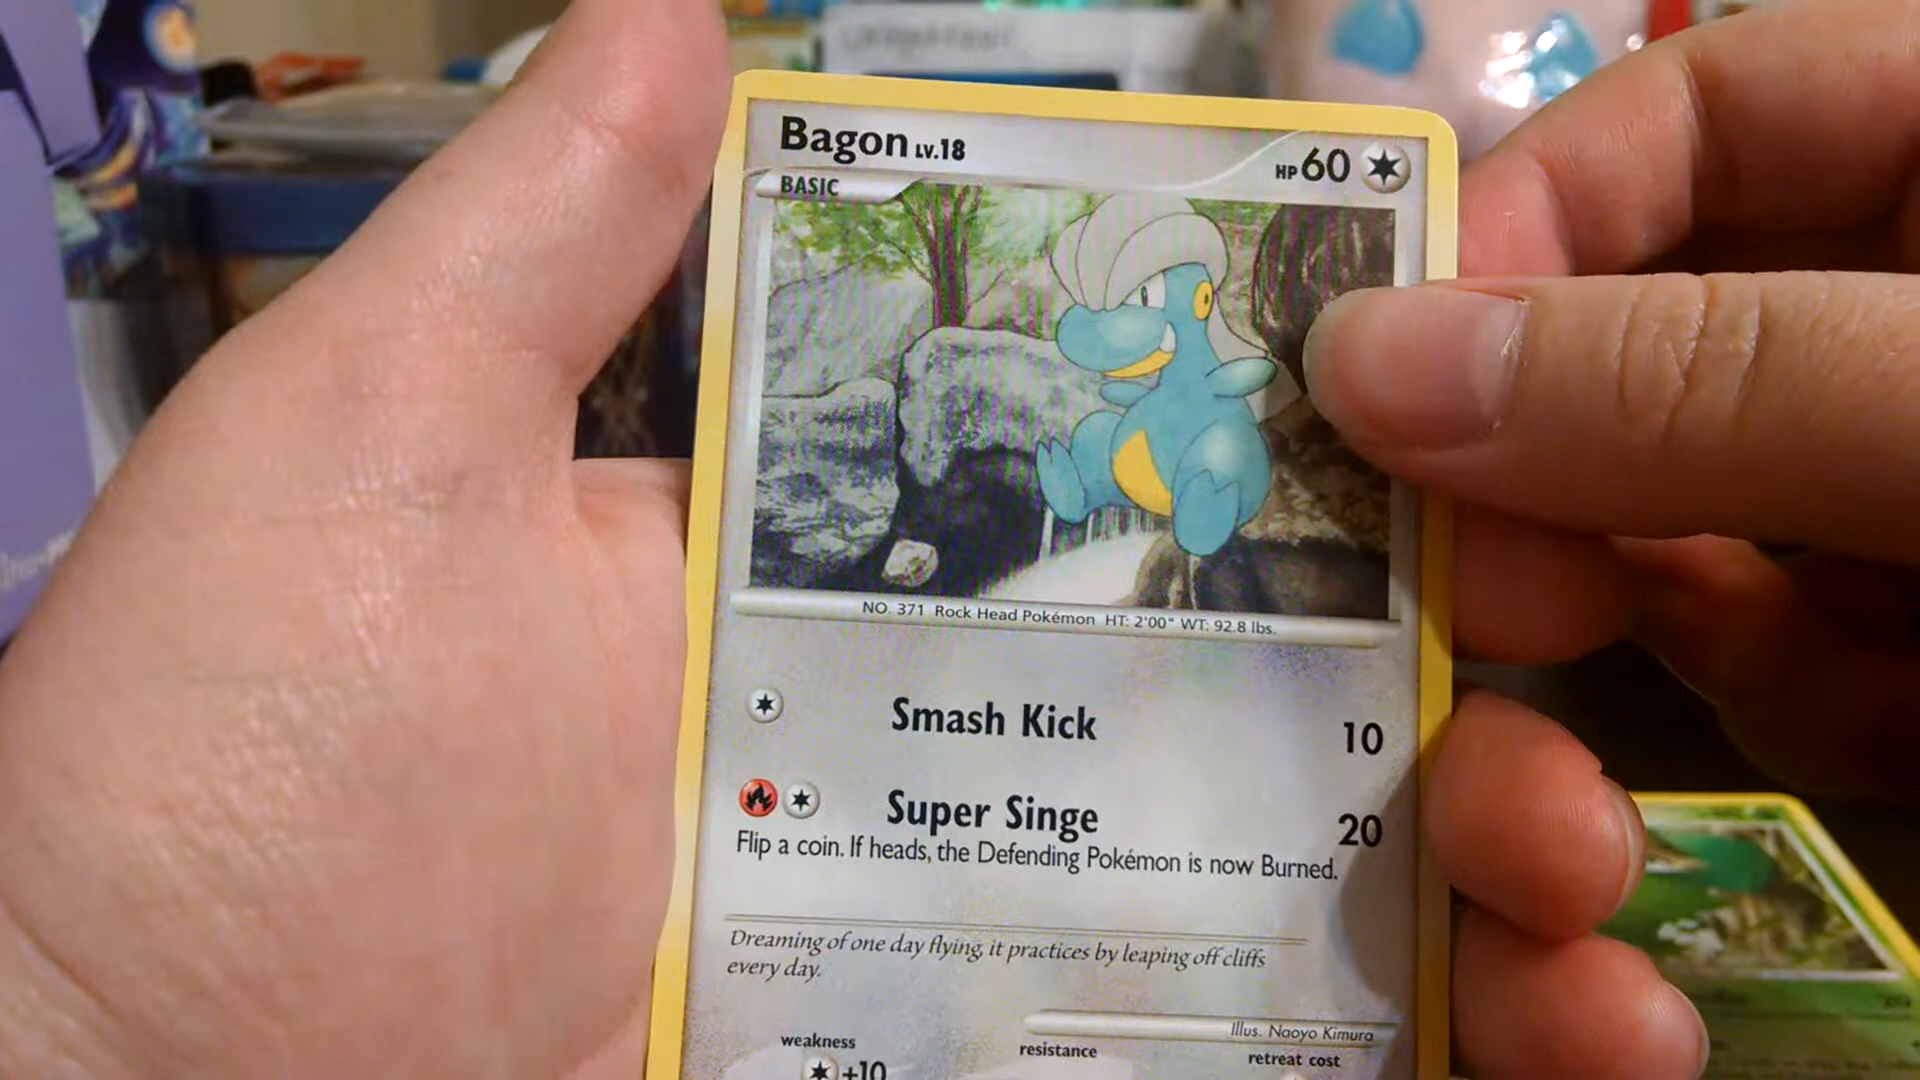 Bagon LV.18
HP 60
BASIC
NO. 371 Rock Head Pokémon HT: 2'00" WT: 92.8 lbs.
Smash Kick 10
Super Singe 20
Flip a coin. If heads, the Defending Pokémon is now Burned.
Dreaming of one day flying, it practices by leaping off cliffs
every day.
Illus. Naoyo Kimura
weakness resistance retreat cost
+10